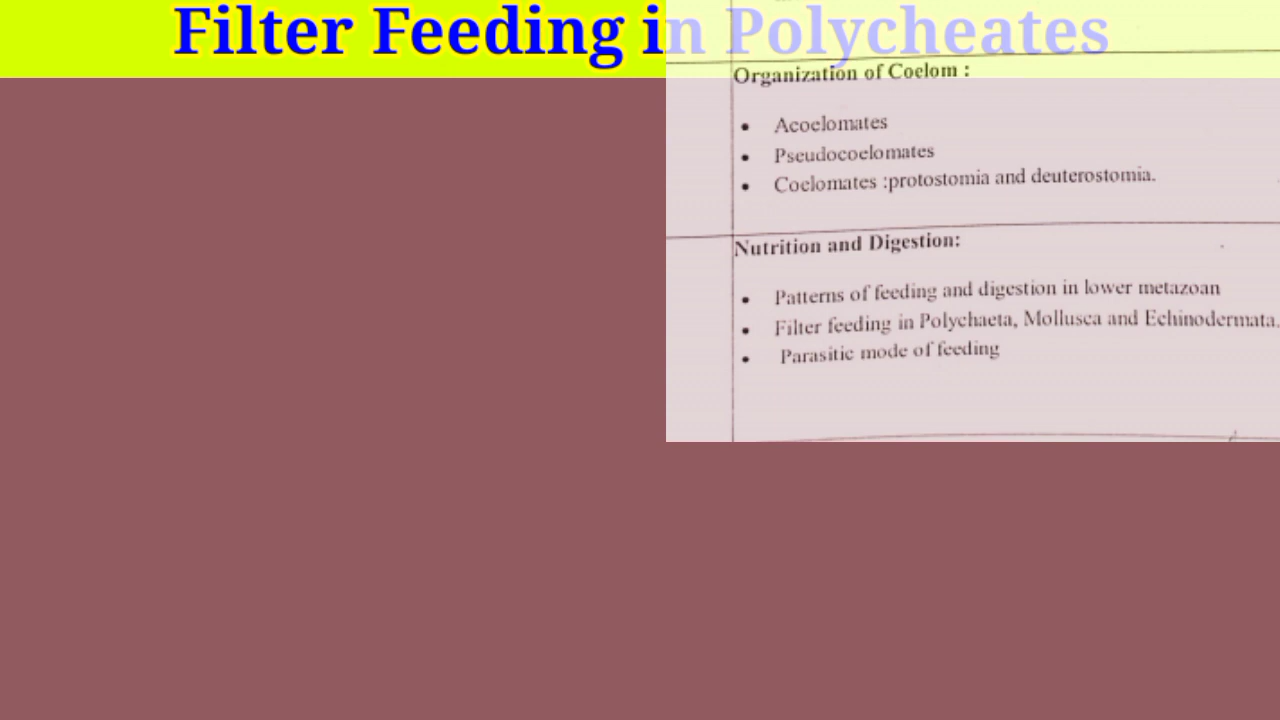 Filter Feeding in Polycheates
Organization of Coelom :
• Acoelomates
• Pseudocoelomates
• Coelomates :protostomia and deuterostomia.
Nutrition and Digestion:
• Patterns of feeding and digestion in lower metazoan
• Filter feeding in Polychaeta, Mollusca and Echinodermata.
• Parasitic mode of feeding